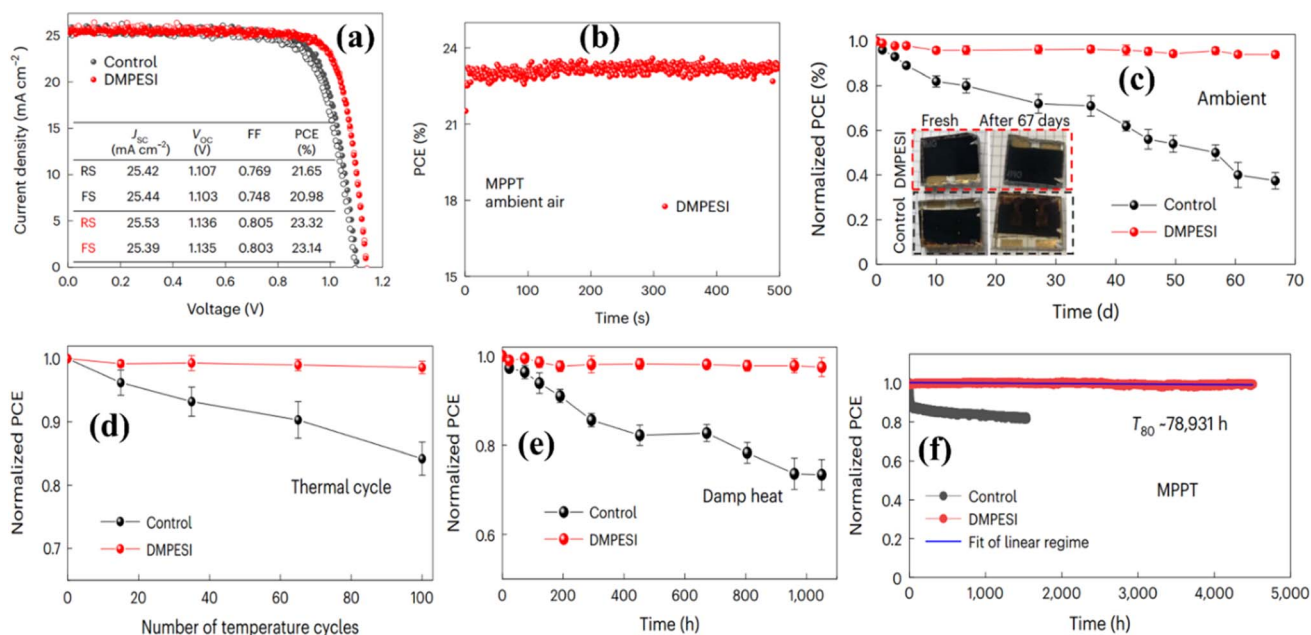 (a)
Current density (mA cm⁻²)
25
20
15
10
5
0
Control
DMPESI
J_SC (mA cm⁻²) V_OC (V) FF PCE (%)
RS 25.42 1.107 0.769 21.65
FS 25.44 1.103 0.748 20.98
RS 25.53 1.136 0.805 23.32
FS 25.39 1.135 0.803 23.14
0.0 0.2 0.4 0.6 0.8 1.0 1.2
Voltage (V)
(b)
PCE (%)
24
21
18
15
MPPT
ambient air
DMPESI
0 100 200 300 400 500
Time (s)
(c)
Normalized PCE (%)
1.0
0.8
0.6
0.4
0.2
0
Ambient
Fresh After 67 days
DMPESI
Control
Control
DMPESI
0 10 20 30 40 50 60 70
Time (d)
(d)
Normalized PCE
1.0
0.9
0.8
0.7
Thermal cycle
Control
DMPESI
0 20 40 60 80 100
Number of temperature cycles
(e)
Normalized PCE
1.0
0.8
0.6
Damp heat
Control
DMPESI
0 200 400 600 800 1,000
Time (h)
(f)
Normalized PCE
1.0
0.8
0.6
0.4
0.2
0
T₈₀ ~78,931 h
MPPT
Control
DMPESI
Fit of linear regime
0 1,000 2,000 3,000 4,000 5,000
Time (h)